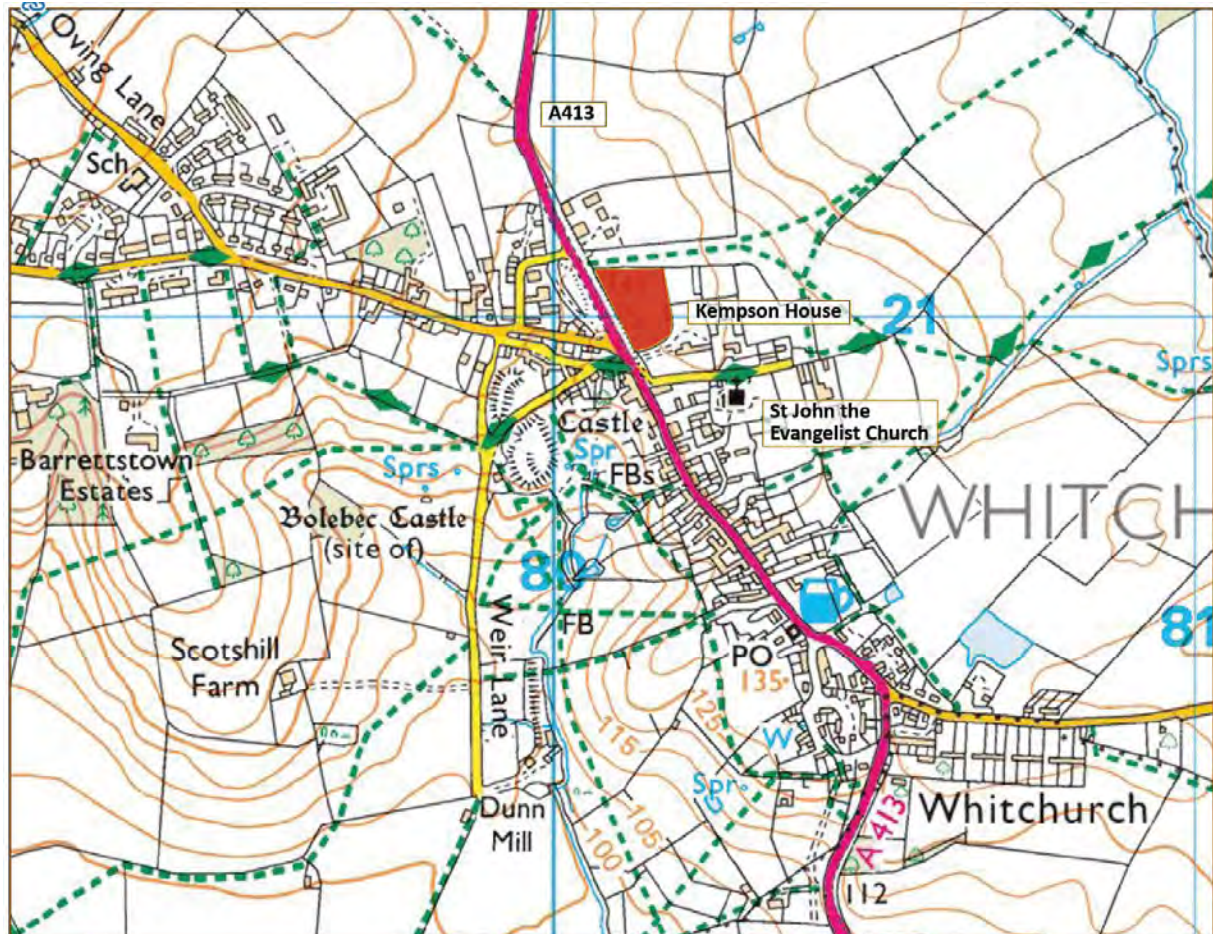 Oving Lane
A413
Sch
Kempson House
21
Sprs
St John the
Evangelist Church
Castle
Spr
FBs
Sprs
Barrettstown
Estates
Bolebec Castle
(site of)
WHITCH
80
Weir Lane
FB
81
Scotshill
Farm
PO
135
125
115
W
Spr
Dunn
Mill
105
100
A 413
Whitchurch
112